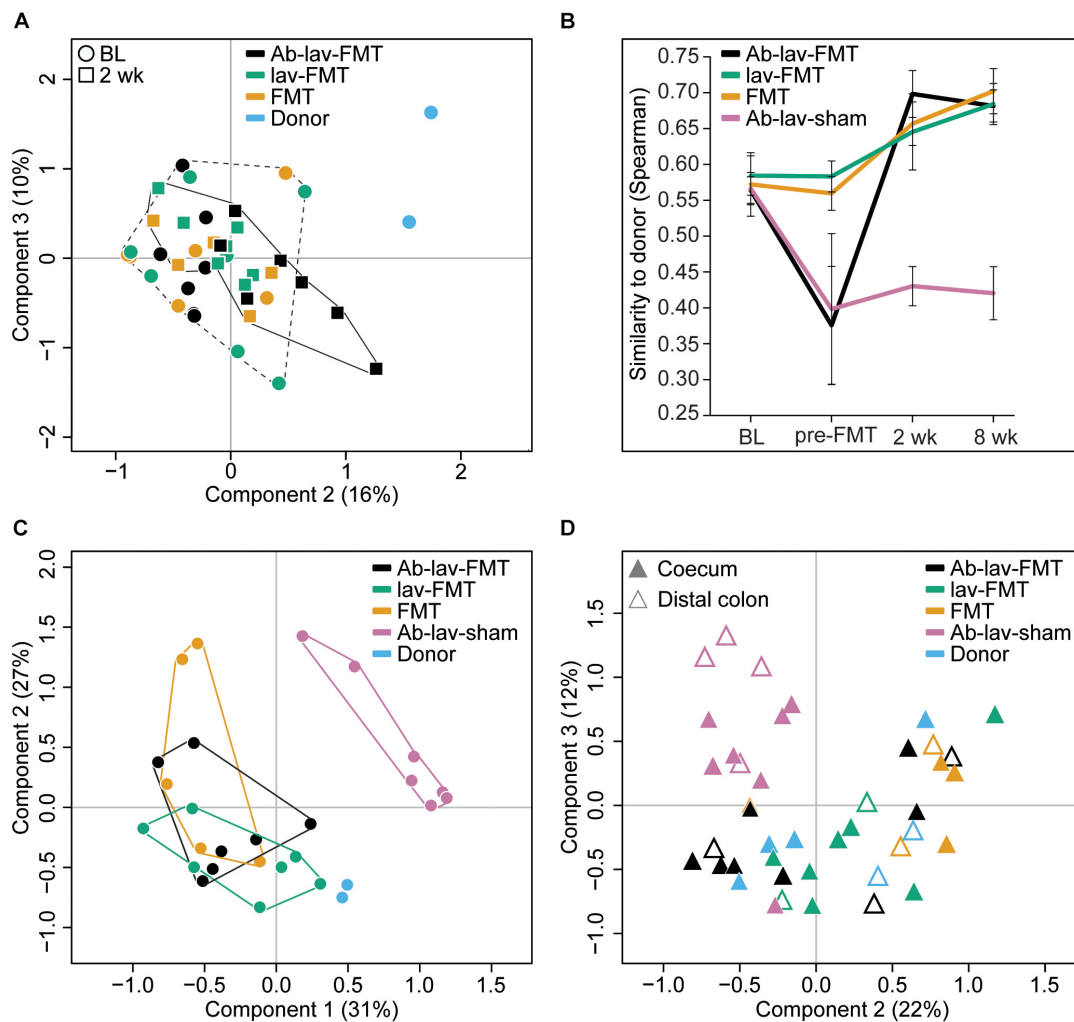 A
BL
2 wk
Ab-lav-FMT
lav-FMT
FMT
Donor
2
1
0
−1
−2
Component 3 (10%)
−1
0
1
2
Component 2 (16%)
B
Ab-lav-FMT
lav-FMT
FMT
Ab-lav-sham
0.75
0.70
0.65
0.60
0.55
0.50
0.45
0.40
0.35
0.30
0.25
Similarity to donor (Spearman)
BL
pre-FMT
2 wk
8 wk
C
Ab-lav-FMT
lav-FMT
FMT
Ab-lav-sham
Donor
2.0
1.5
1.0
0.5
0.0
−0.5
−1.0
Component 2 (27%)
−1.0
−0.5
0.0
0.5
1.0
1.5
Component 1 (31%)
D
Coecum
Distal colon
Ab-lav-FMT
lav-FMT
FMT
Ab-lav-sham
Donor
1.5
1.0
0.5
0.0
−0.5
−1.0
Component 3 (12%)
−1.0
−0.5
0.0
0.5
1.0
1.5
Component 2 (22%)